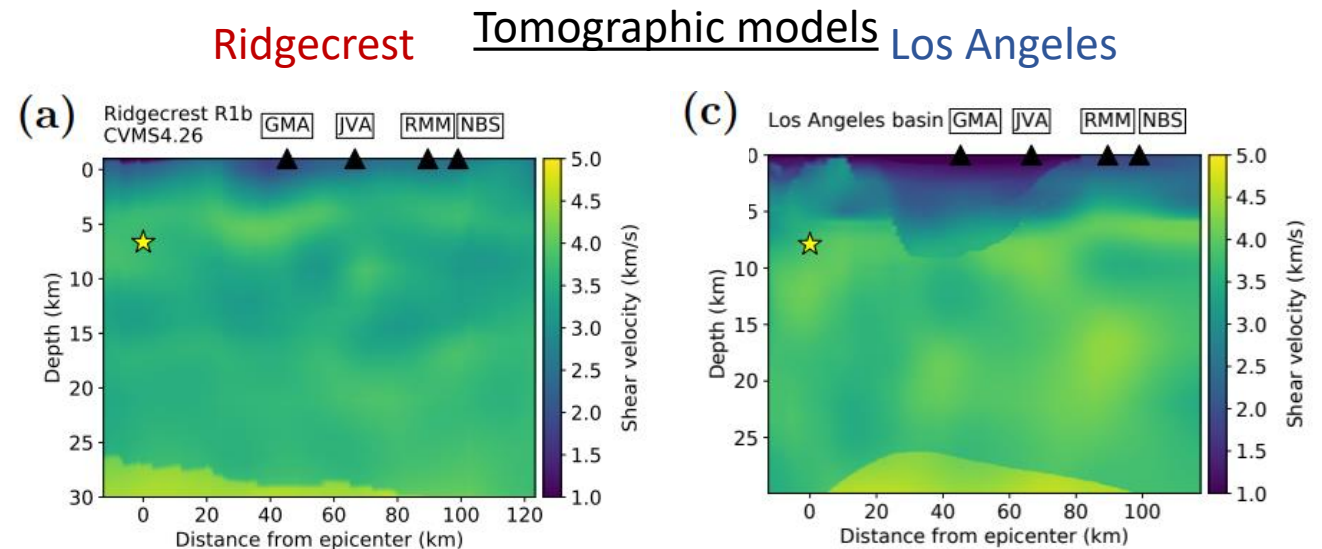 Tomographic models
Ridgecrest
Los Angeles
(a)
Ridgecrest R1b
CVMS4.26
GMA JVA RMM NBS
0
5
10
15
20
25
30
Depth (km)
0 20 40 60 80 100 120
Distance from epicenter (km)
5.0
4.5
4.0
3.5
3.0
2.5
2.0
1.5
1.0
Shear velocity (km/s)
(c)
Los Angeles basin GMA JVA RMM NBS
0
5
10
15
20
25
Depth (km)
0 20 40 60 80 100
Distance from epicenter (km)
5.0
4.5
4.0
3.5
3.0
2.5
2.0
1.5
1.0
Shear velocity (km/s)